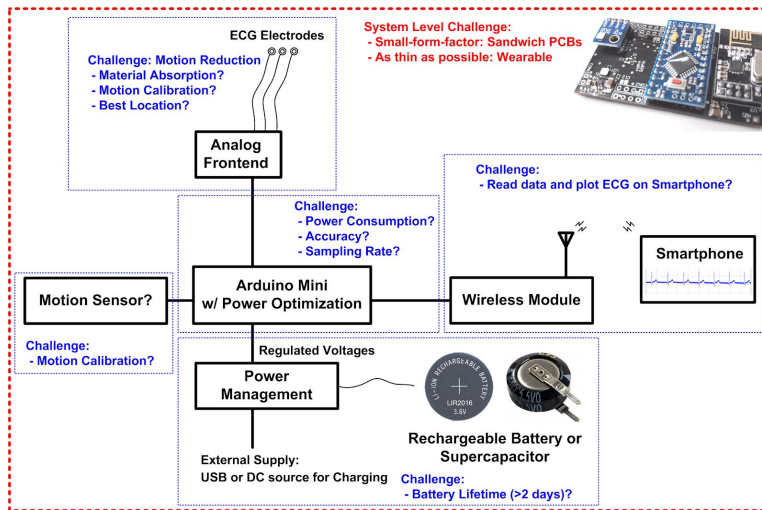 ECG Electrodes
System Level Challenge:
- Small-form-factor: Sandwich PCBs
- As thin as possible: Wearable
Challenge: Motion Reduction
- Material Absorption?
- Motion Calibration?
- Best Location?
Analog
Frontend
Challenge:
- Read data and plot ECG on Smartphone?
Challenge:
- Power Consumption?
- Accuracy?
- Sampling Rate?
Smartphone
Motion Sensor?
Arduino Mini
w/ Power Optimization
Wireless Module
Challenge:
- Motion Calibration?
Regulated Voltages
Power
Management
LI-ION RECHARGEABLE BATTERY
LIR2016
3.6V
Rechargeable Battery or
Supercapacitor
External Supply:
USB or DC source for Charging
Challenge:
- Battery Lifetime (>2 days)?